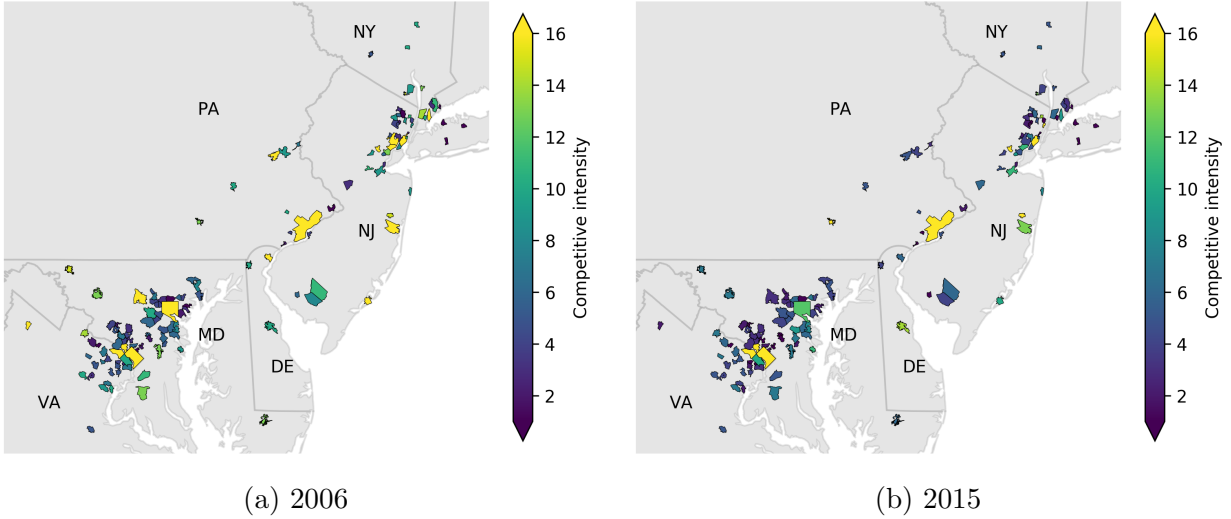 NY
PA
NJ
MD
DE
VA
16
14
12
10
8
6
4
2
Competitive intensity
(a) 2006
NY
PA
NJ
MD
DE
VA
16
14
12
10
8
6
4
2
Competitive intensity
(b) 2015